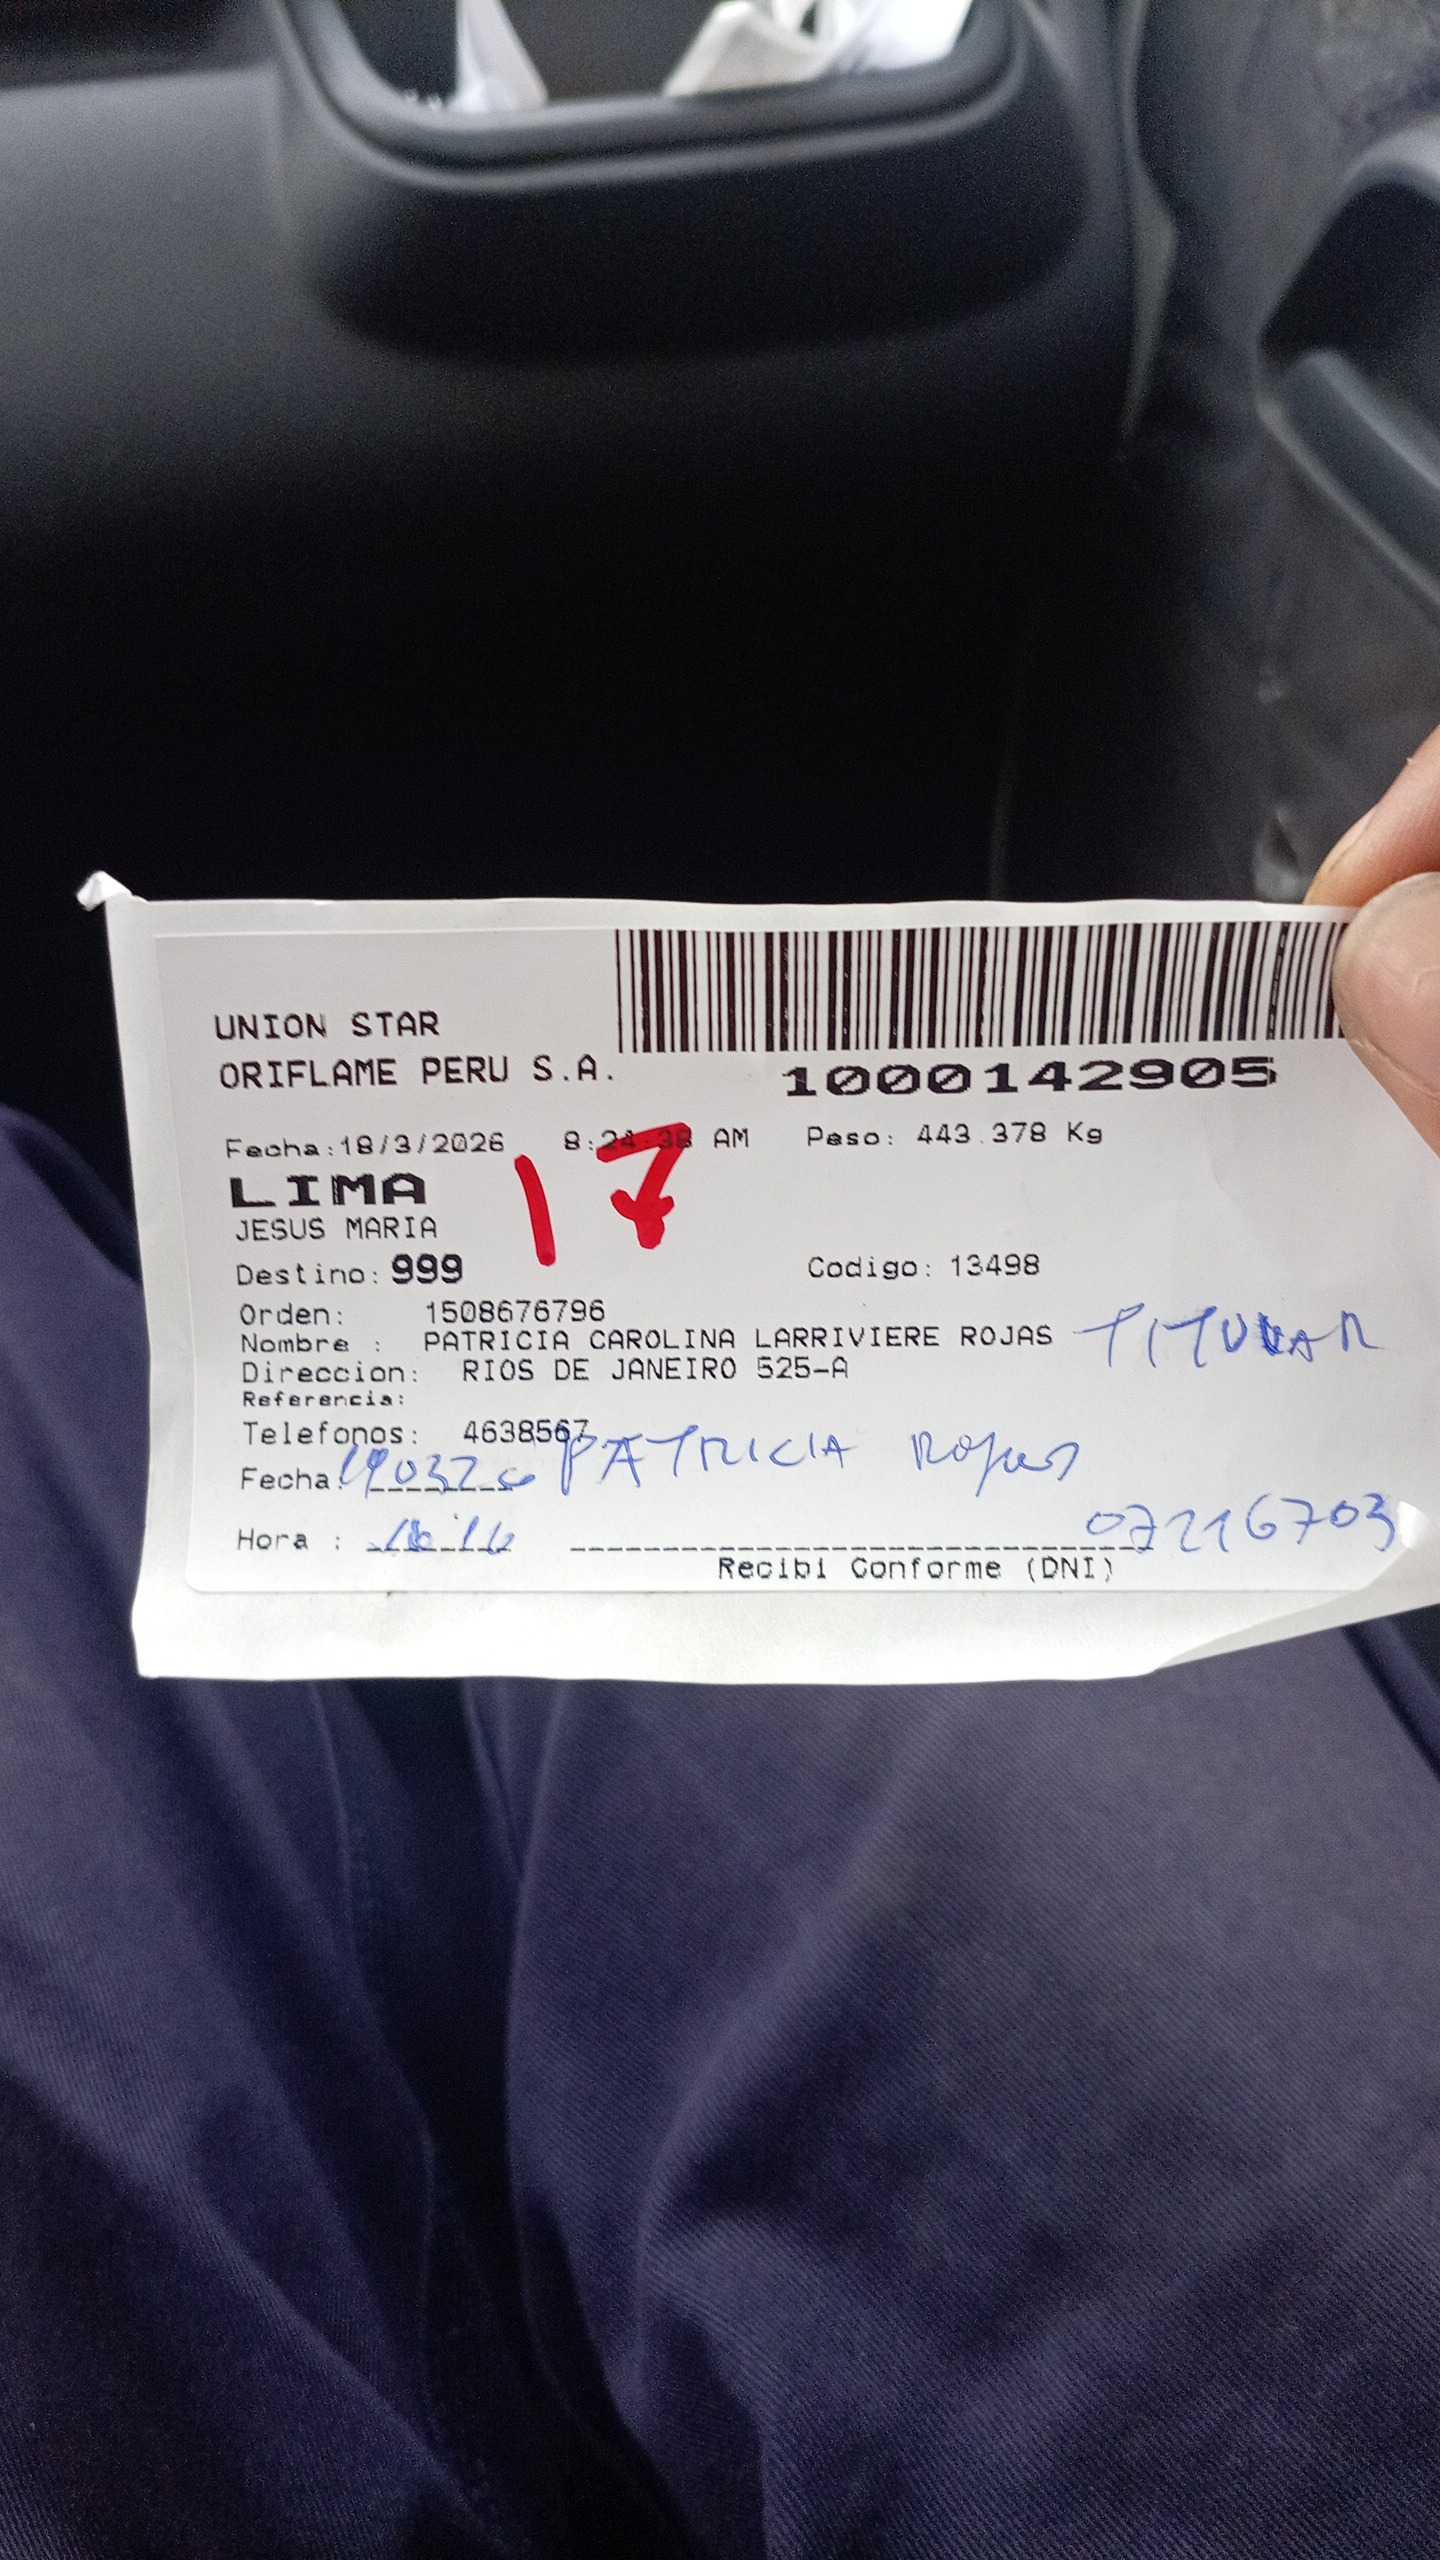 UNION STAR
ORIFLAME PERU S.A.
1000142905
Fecha:18/3/2026 8:24:38 AM Peso: 443.378 Kg
LIMA 17
JESUS MARIA
Destino: 999 Codigo: 13498
Orden: 1508676796
Nombre : PATRICIA CAROLINA LARRIVIERE ROJAS TITULAR
Direccion: RIOS DE JANEIRO 525-A
Referencia:
Telefonos: 4638567
Fecha: 190326 PATRICIA Rojas
Hora : 07216703
Recibi Conforme (DNI)